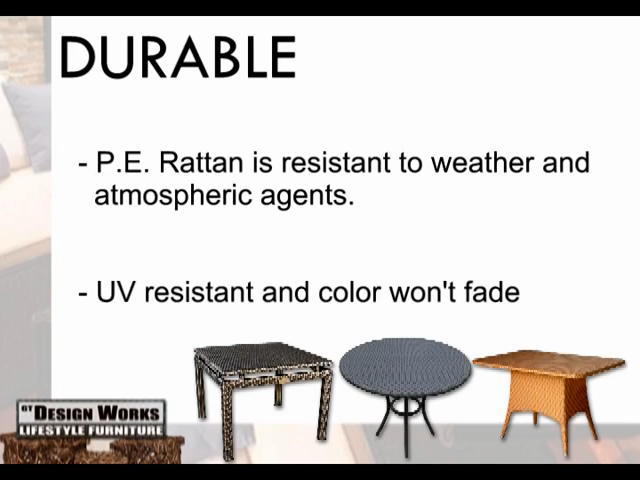 DURABLE
- P.E. Rattan is resistant to weather and
atmospheric agents.
- UV resistant and color won't fade
GT DESIGN WORKS
LIFESTYLE FURNITURE